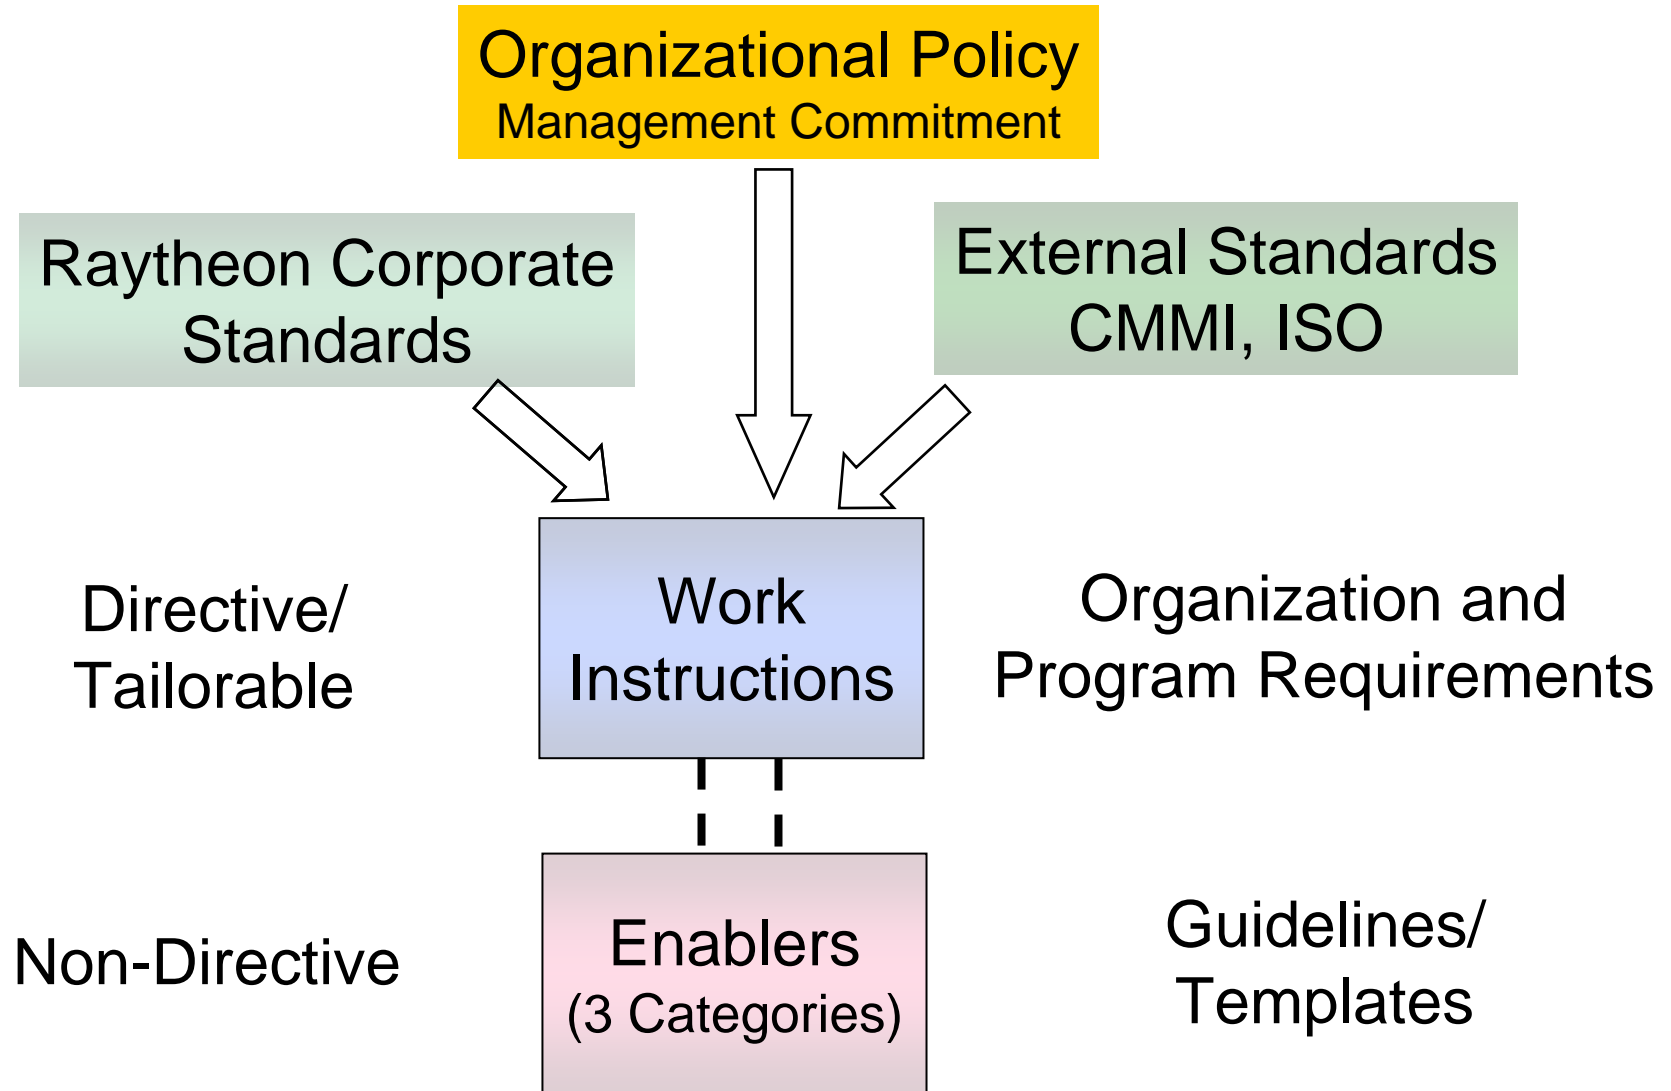 Organizational Policy
Management Commitment
Raytheon Corporate
Standards
External Standards
CMMI, ISO
Directive/
Tailorable
Work
Instructions
Organization and
Program Requirements
Non-Directive
Enablers
(3 Categories)
Guidelines/
Templates